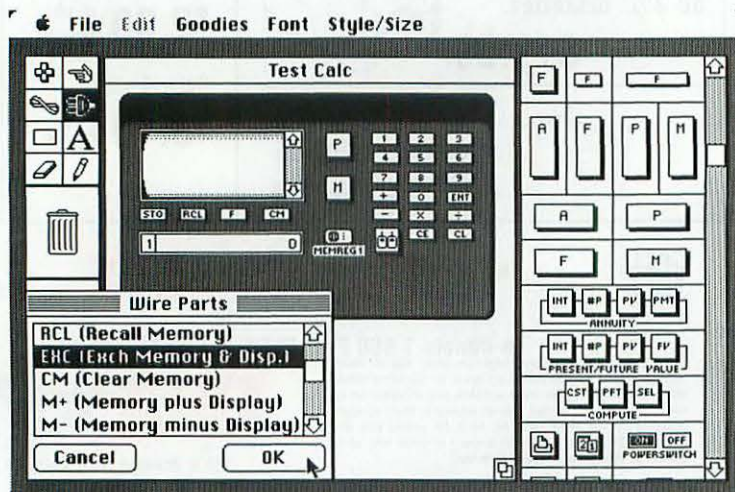 File Edit Goodies Font Style/Size
Test Calc
A
P
M
1 2 3
4 5 6
7 8 9
+ 0 ENT
- X ÷
CE CL
STO RCL F CM
1 0
MEMREG1
Wire Parts
RCL (Recall Memory)
EXC (Exch Memory & Disp.)
CM (Clear Memory)
M+ (Memory plus Display)
M- (Memory minus Display)
Cancel OK
F F F
A F P M
A P
F M
INT #P PV PMT
ANNUITY
INT #P PV FV
PRESENT/FUTURE VALUE
CST PFT SEL
COMPUTE
ON OFF
POWERSWITCH